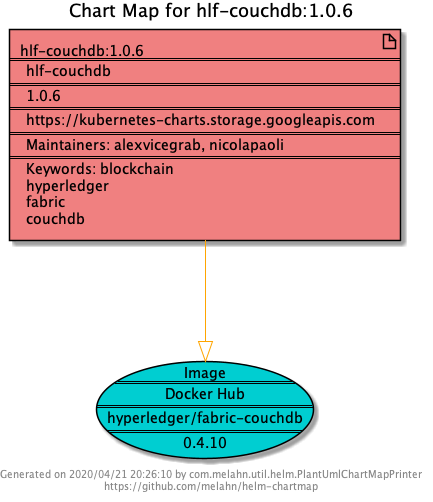 Chart Map for hlf-couchdb:1.0.6
hlf-couchdb:1.0.6
hlf-couchdb
1.0.6
https://kubernetes-charts.storage.googleapis.com
Maintainers: alexvicegrab, nicolapaoli
Keywords: blockchain
hyperledger
fabric
couchdb
Image
Docker Hub
hyperledger/fabric-couchdb
0.4.10
Generated on 2020/04/21 20:26:10 by com.melahn.util.helm.PlantUmlChartMapPrinter
https://github.com/melahn/helm-chartmap